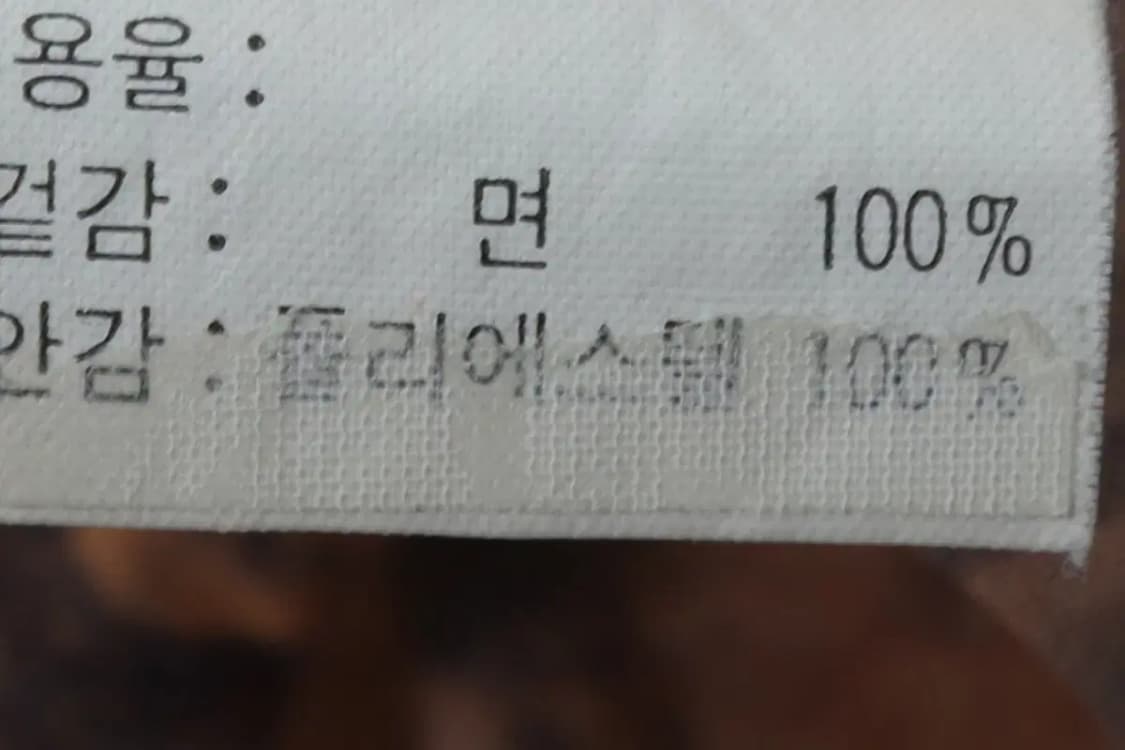 용율 :
겉감 : 면 100%
안감 : 폴리에스텔 100%